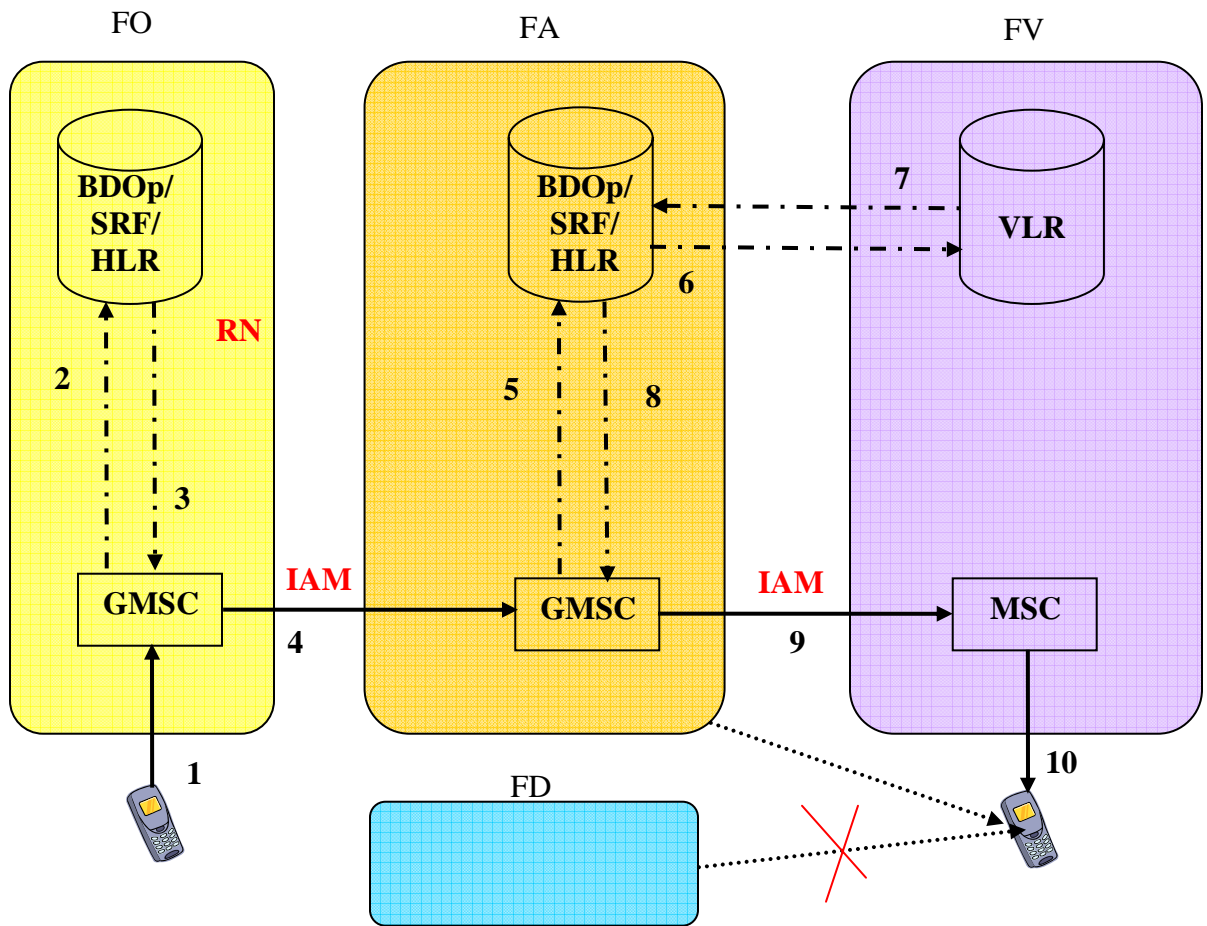 FO
FA
FV
BDOp/
SRF/
HLR
BDOp/
SRF/
HLR
7
VLR
6
RN
2
5
8
3
IAM
IAM
GMSC
GMSC
MSC
4
9
1
10
FD